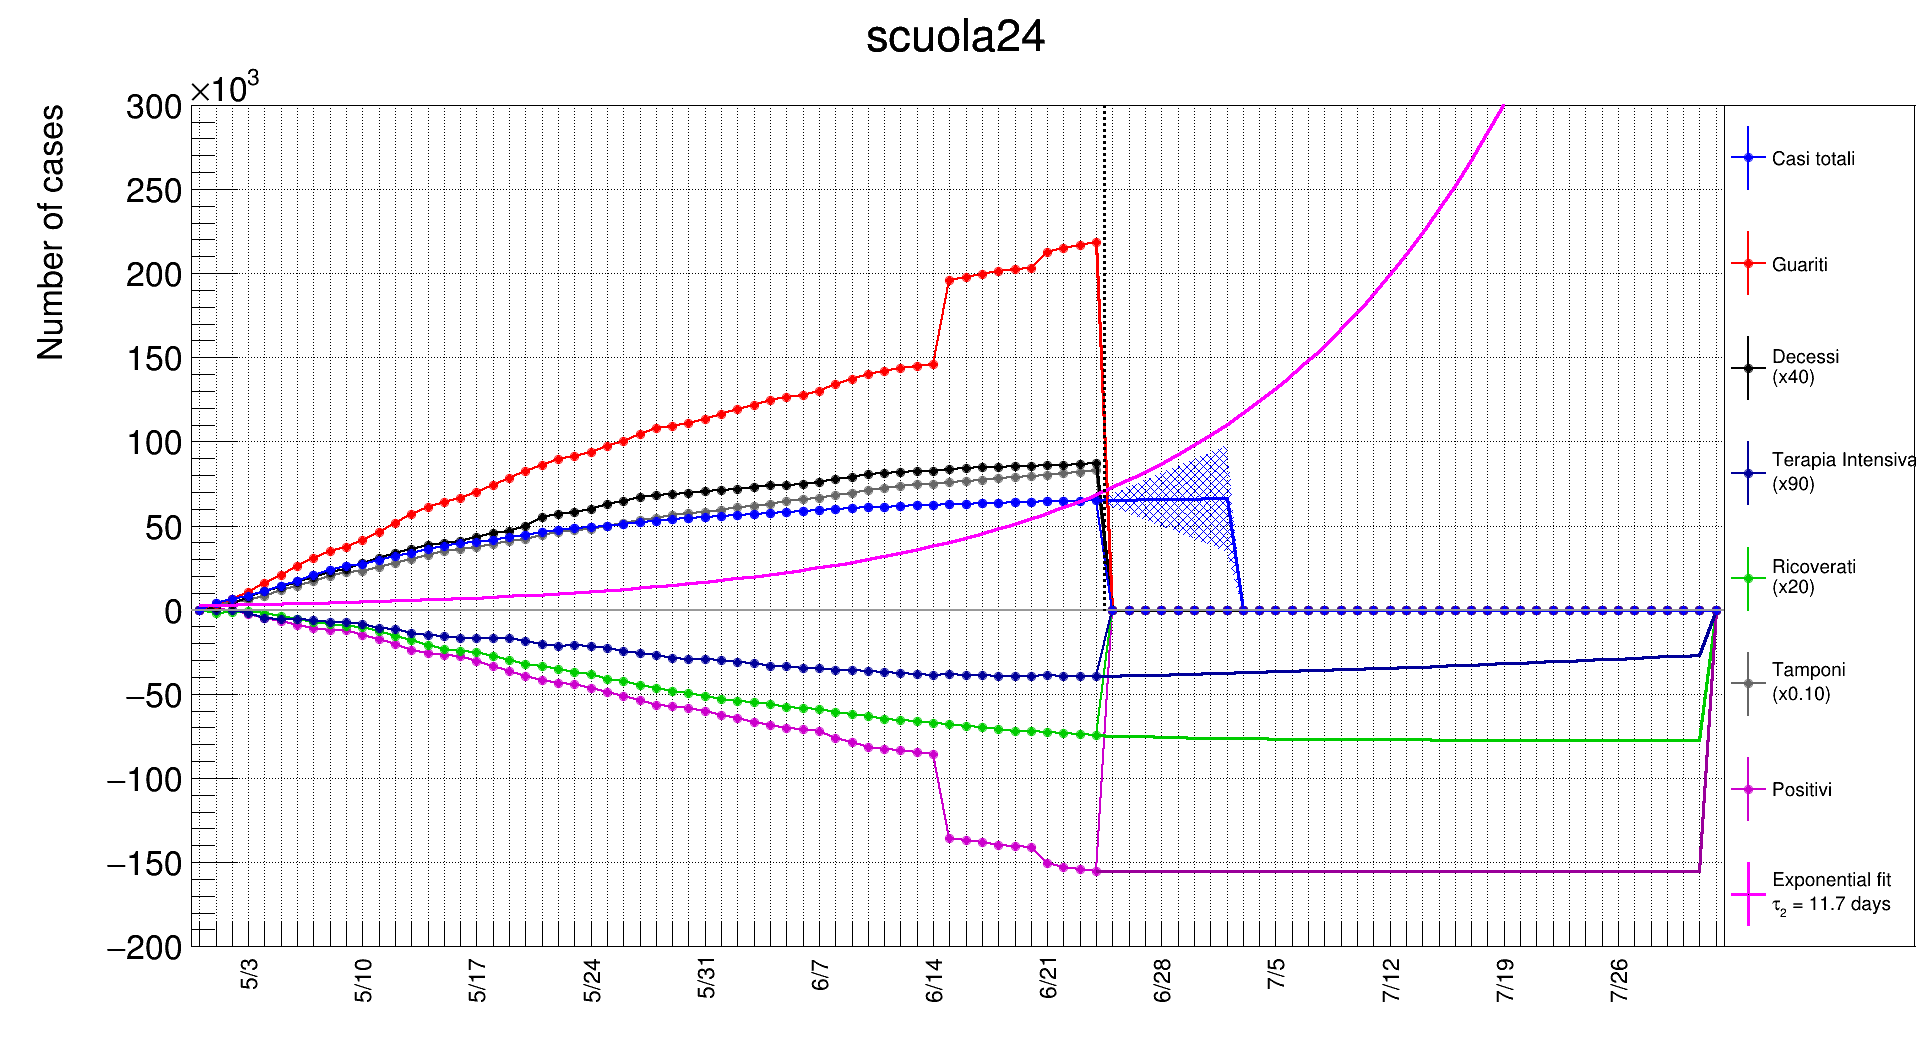 scuola24
×10³
Number of cases
300
250
200
150
100
50
0
−50
−100
−150
−200
5/3
5/10
5/17
5/24
5/31
6/7
6/14
6/21
6/28
7/5
7/12
7/19
7/26
Casi totali
Guariti
Decessi
(x40)
Terapia Intensiva
(x90)
Ricoverati
(x20)
Tamponi
(x0.10)
Positivi
Exponential fit
τ₂ = 11.7 days